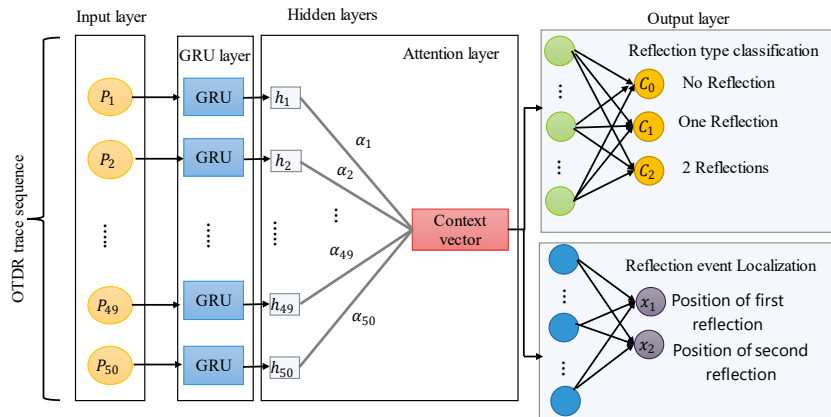 Input layer
Hidden layers
Output layer
GRU layer
Attention layer
OTDR trace sequence
P1
GRU
h1
P2
GRU
h2
P49
GRU
h49
P50
GRU
h50
α1
α2
α49
α50
Context
vector
Reflection type classification
C0
No Reflection
C1
One Reflection
C2
2 Reflections
Reflection event Localization
x1
Position of first
reflection
x2
Position of second
reflection